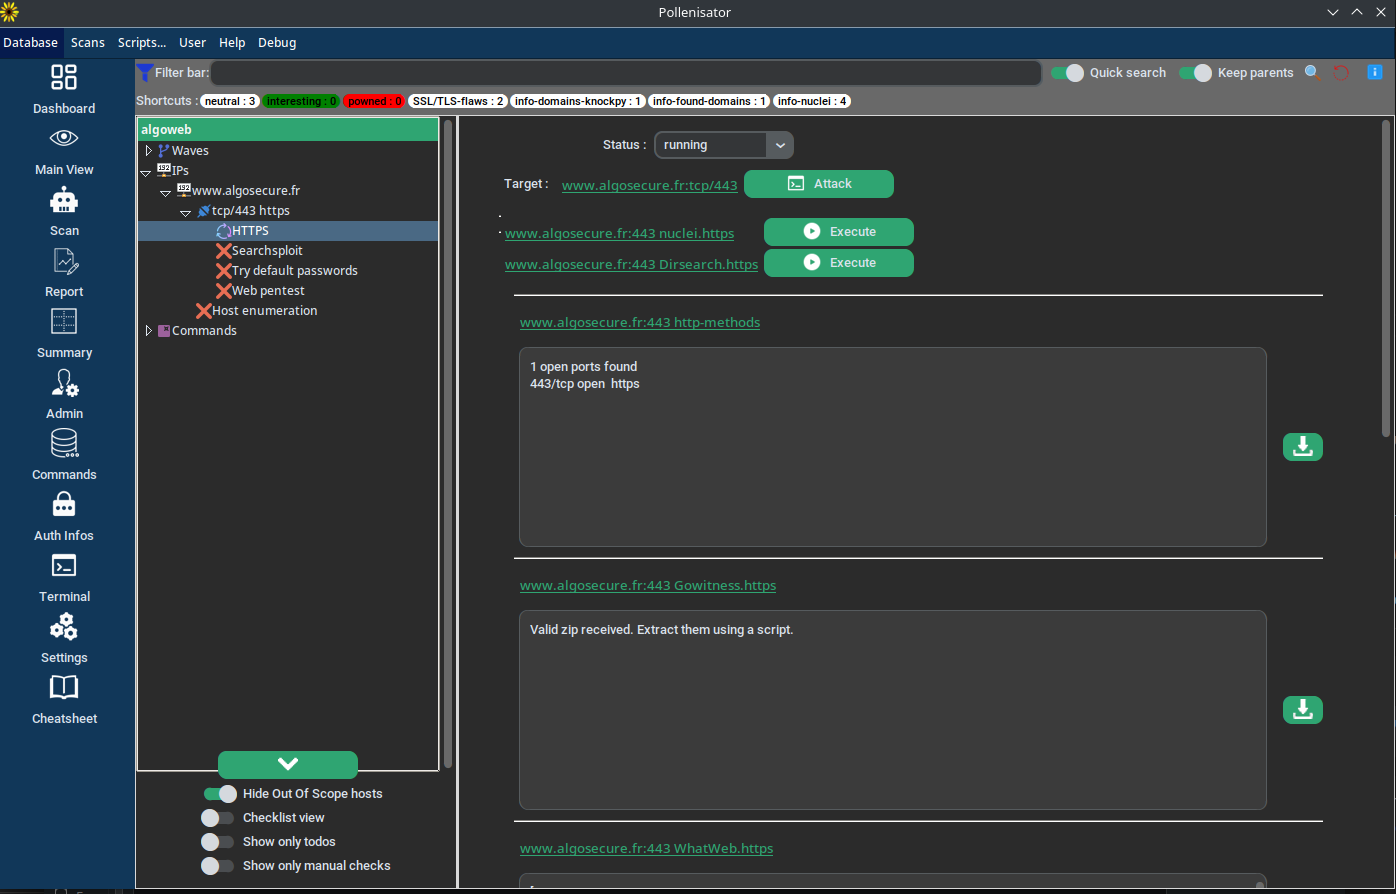 Pollenisator
Database Scans Scripts... User Help Debug
Filter bar: Quick search Keep parents
Shortcuts : neutral : 3 interesting : 0 powned : 0 SSL/TLS-flaws : 2 info-domains-knockpy : 1 info-found-domains : 1 info-nuclei : 4
Dashboard
Main View
Scan
Report
Summary
Admin
Commands
Auth Infos
Terminal
Settings
Cheatsheet
algoweb
Waves
IPs
www.algosecure.fr
tcp/443 https
HTTPS
Searchsploit
Try default passwords
Web pentest
Host enumeration
Commands
Hide Out Of Scope hosts
Checklist view
Show only todos
Show only manual checks
Status : running
Target : www.algosecure.fr:tcp/443 Attack
www.algosecure.fr:443 nuclei.https Execute
www.algosecure.fr:443 Dirsearch.https Execute
www.algosecure.fr:443 http-methods
1 open ports found
443/tcp open https
www.algosecure.fr:443 Gowitness.https
Valid zip received. Extract them using a script.
www.algosecure.fr:443 WhatWeb.https